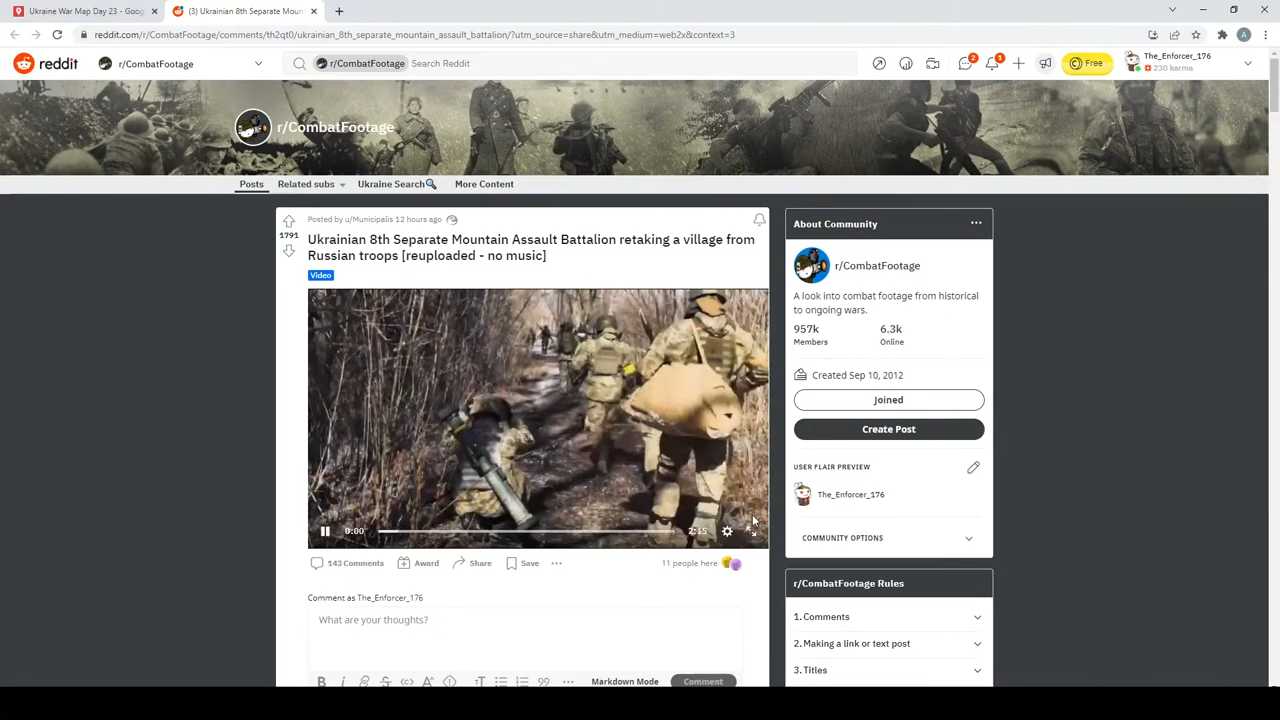 Ukraine War Map Day 23 - Goog
(3) Ukrainian 8th Separate Moun
reddit.com/r/CombatFootage/comments/th2qt0/ukrainian_8th_separate_mountain_assault_battalion/?utm_source=share&utm_medium=web2x&context=3
A
reddit
r/CombatFootage
r/CombatFootage
Search Reddit
2
1
Free
The_Enforcer_176
230 karma
r/CombatFootage
Posts
Related subs
Ukraine Search
More Content
1791
Posted by u/Municipalis 12 hours ago
Ukrainian 8th Separate Mountain Assault Battalion retaking a village from
Russian troops [reuploaded - no music]
Video
0:00
2:15
143 Comments
Award
Share
Save
11 people here
Comment as The_Enforcer_176
What are your thoughts?
Markdown Mode
Comment
About Community
r/CombatFootage
A look into combat footage from historical
to ongoing wars.
957k
6.3k
Members
Online
Created Sep 10, 2012
Joined
Create Post
USER FLAIR PREVIEW
The_Enforcer_176
COMMUNITY OPTIONS
r/CombatFootage Rules
1. Comments
2. Making a link or text post
3. Titles